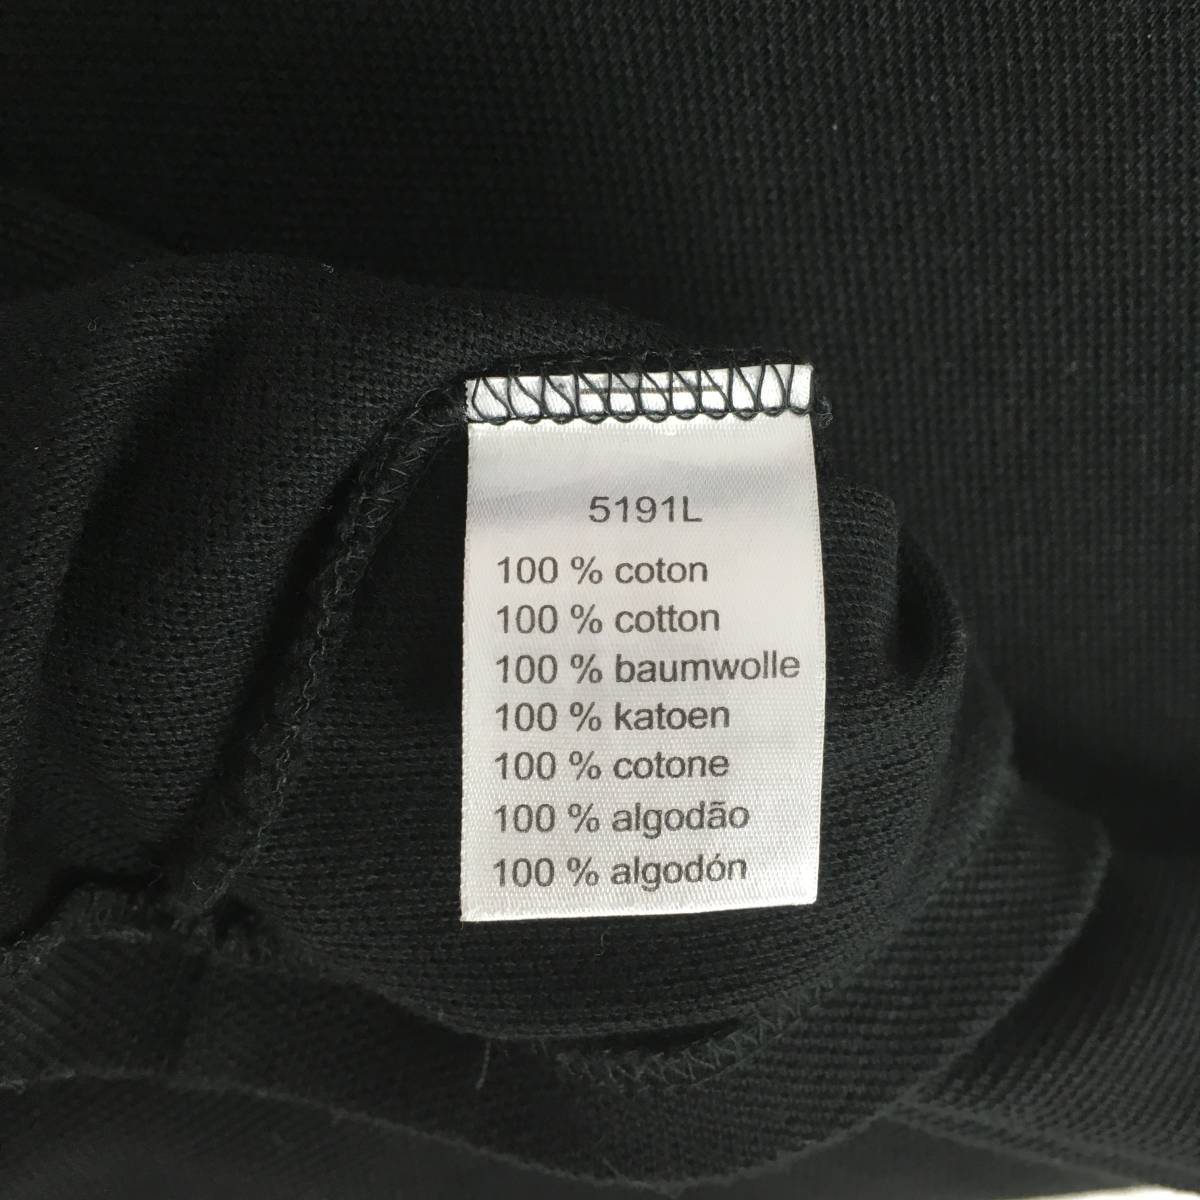 5191L
100 % coton
100 % cotton
100 % baumwolle
100 % katoen
100 % cotone
100 % algodão
100 % algodón